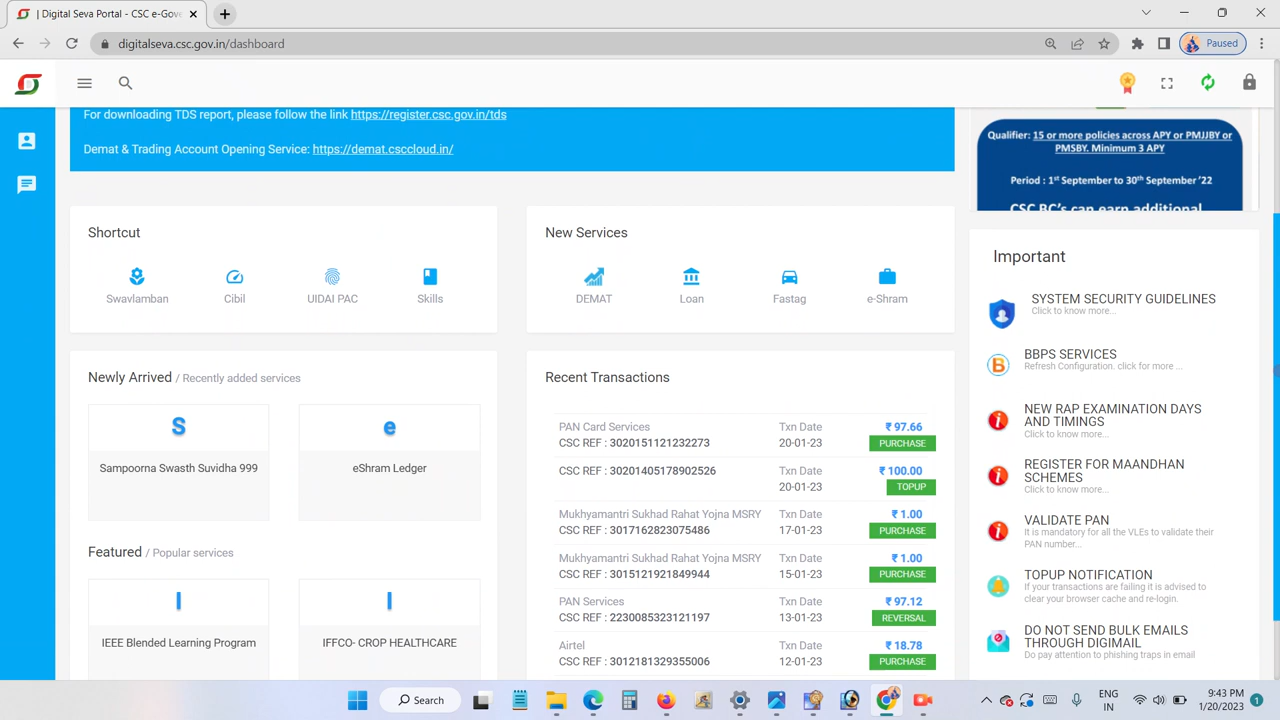 | Digital Seva Portal - CSC e-Gove
digitalseva.csc.gov.in/dashboard
Paused
For downloading TDS report, please follow the link https://register.csc.gov.in/tds
Demat & Trading Account Opening Service: https://demat.csccloud.in/
Qualifier: 15 or more policies across APY or PMJJBY or
PMSBY. Minimum 3 APY
Period : 1st September to 30th September '22
CSC BC's can earn additional
Shortcut
Swavlamban
Cibil
UIDAI PAC
Skills
New Services
DEMAT
Loan
Fastag
e-Shram
Newly Arrived / Recently added services
S
Sampoorna Swasth Suvidha 999
e
eShram Ledger
Featured / Popular services
I
IEEE Blended Learning Program
I
IFFCO- CROP HEALTHCARE
Recent Transactions
PAN Card Services Txn Date ₹ 97.66
CSC REF : 3020151121232273 20-01-23 PURCHASE
CSC REF : 30201405178902526 Txn Date ₹ 100.00
20-01-23 TOPUP
Mukhyamantri Sukhad Rahat Yojna MSRY Txn Date ₹ 1.00
CSC REF : 30171628230​75486 17-01-23 PURCHASE
Mukhyamantri Sukhad Rahat Yojna MSRY Txn Date ₹ 1.00
CSC REF : 3015121921849944 15-01-23 PURCHASE
PAN Services Txn Date ₹ 97.12
CSC REF : 2230085323121197 13-01-23 REVERSAL
Airtel Txn Date ₹ 18.78
CSC REF : 3012181329355006 12-01-23 PURCHASE
Important
SYSTEM SECURITY GUIDELINES
Click to know more...
BBPS SERVICES
Refresh Configuration. click for more ...
NEW RAP EXAMINATION DAYS
AND TIMINGS
Click to know more...
REGISTER FOR MAANDHAN
SCHEMES
Click to know more...
VALIDATE PAN
It is mandatory for all the VLEs to validate their
PAN number...
TOPUP NOTIFICATION
If your transactions are failing it is advised to
clear your browser cache and re-login.
DO NOT SEND BULK EMAILS
THROUGH DIGIMAIL
Do pay attention to phishing traps in email
Search
ENG
IN
9:43 PM
1/20/2023
1